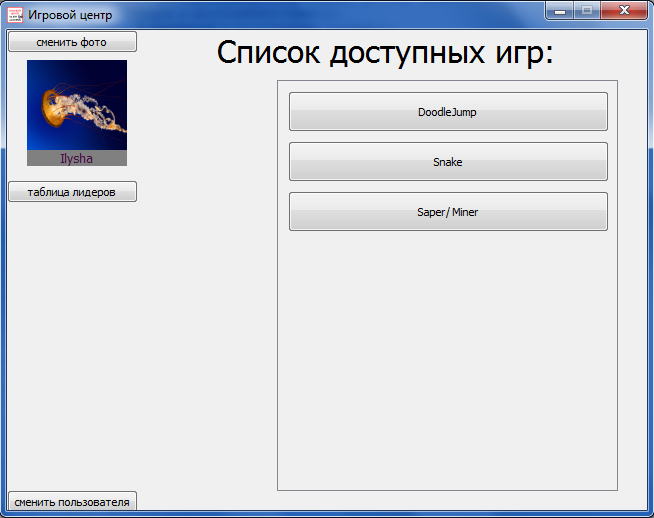 Игровой центр
сменить фото
Список доступных игр:
Ilysha
таблица лидеров
DoodleJump
Snake
Saper/Miner
сменить пользователя